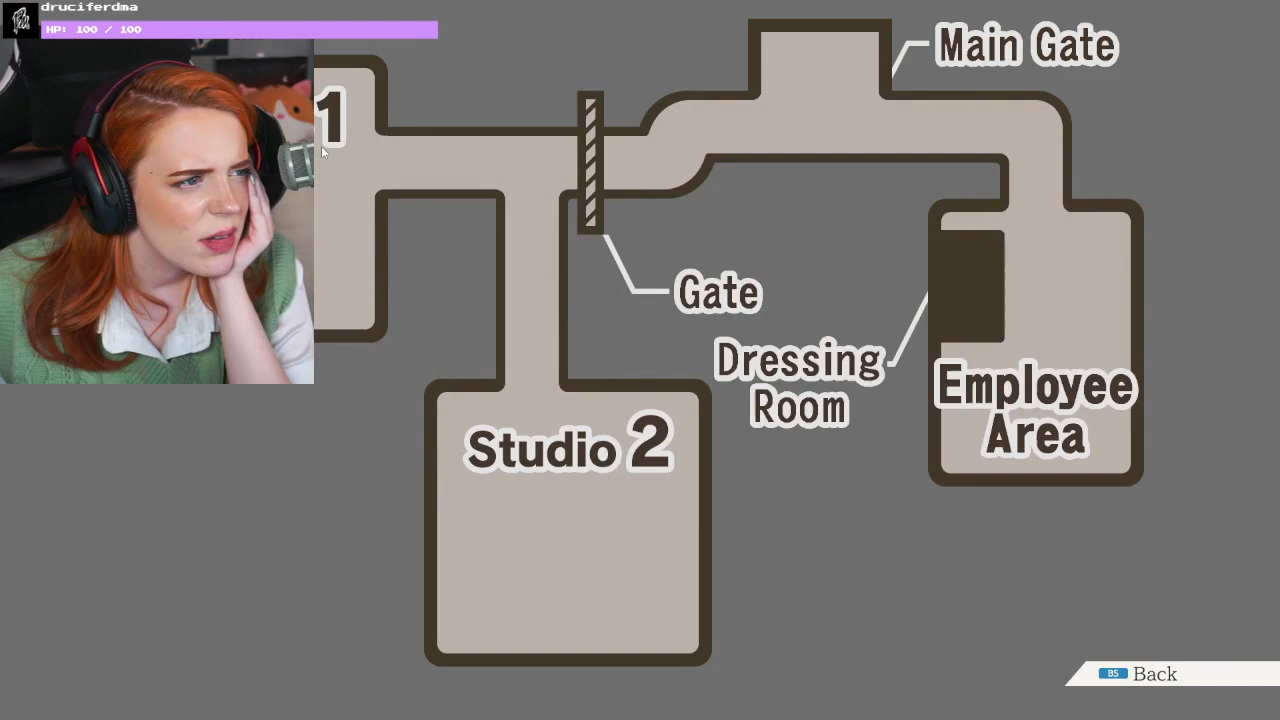 druciferdma
HP: 100 / 100
1
Main Gate
Gate
Dressing
Room
Employee
Area
Studio 2
BS Back